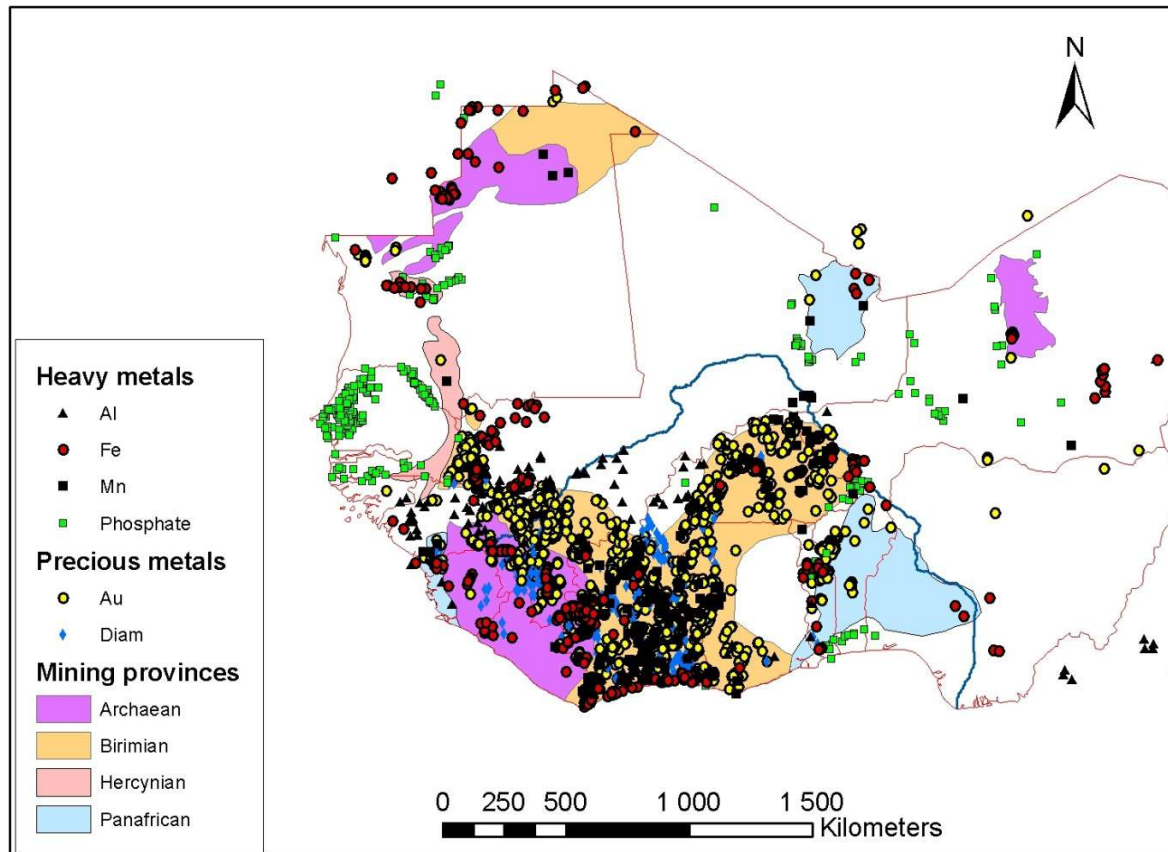 N
Heavy metals
Al
Fe
Mn
Phosphate
Precious metals
Au
Diam
Mining provinces
Archaean
Birimian
Hercynian
Panafrican
0 250 500 1 000 1 500
Kilometers